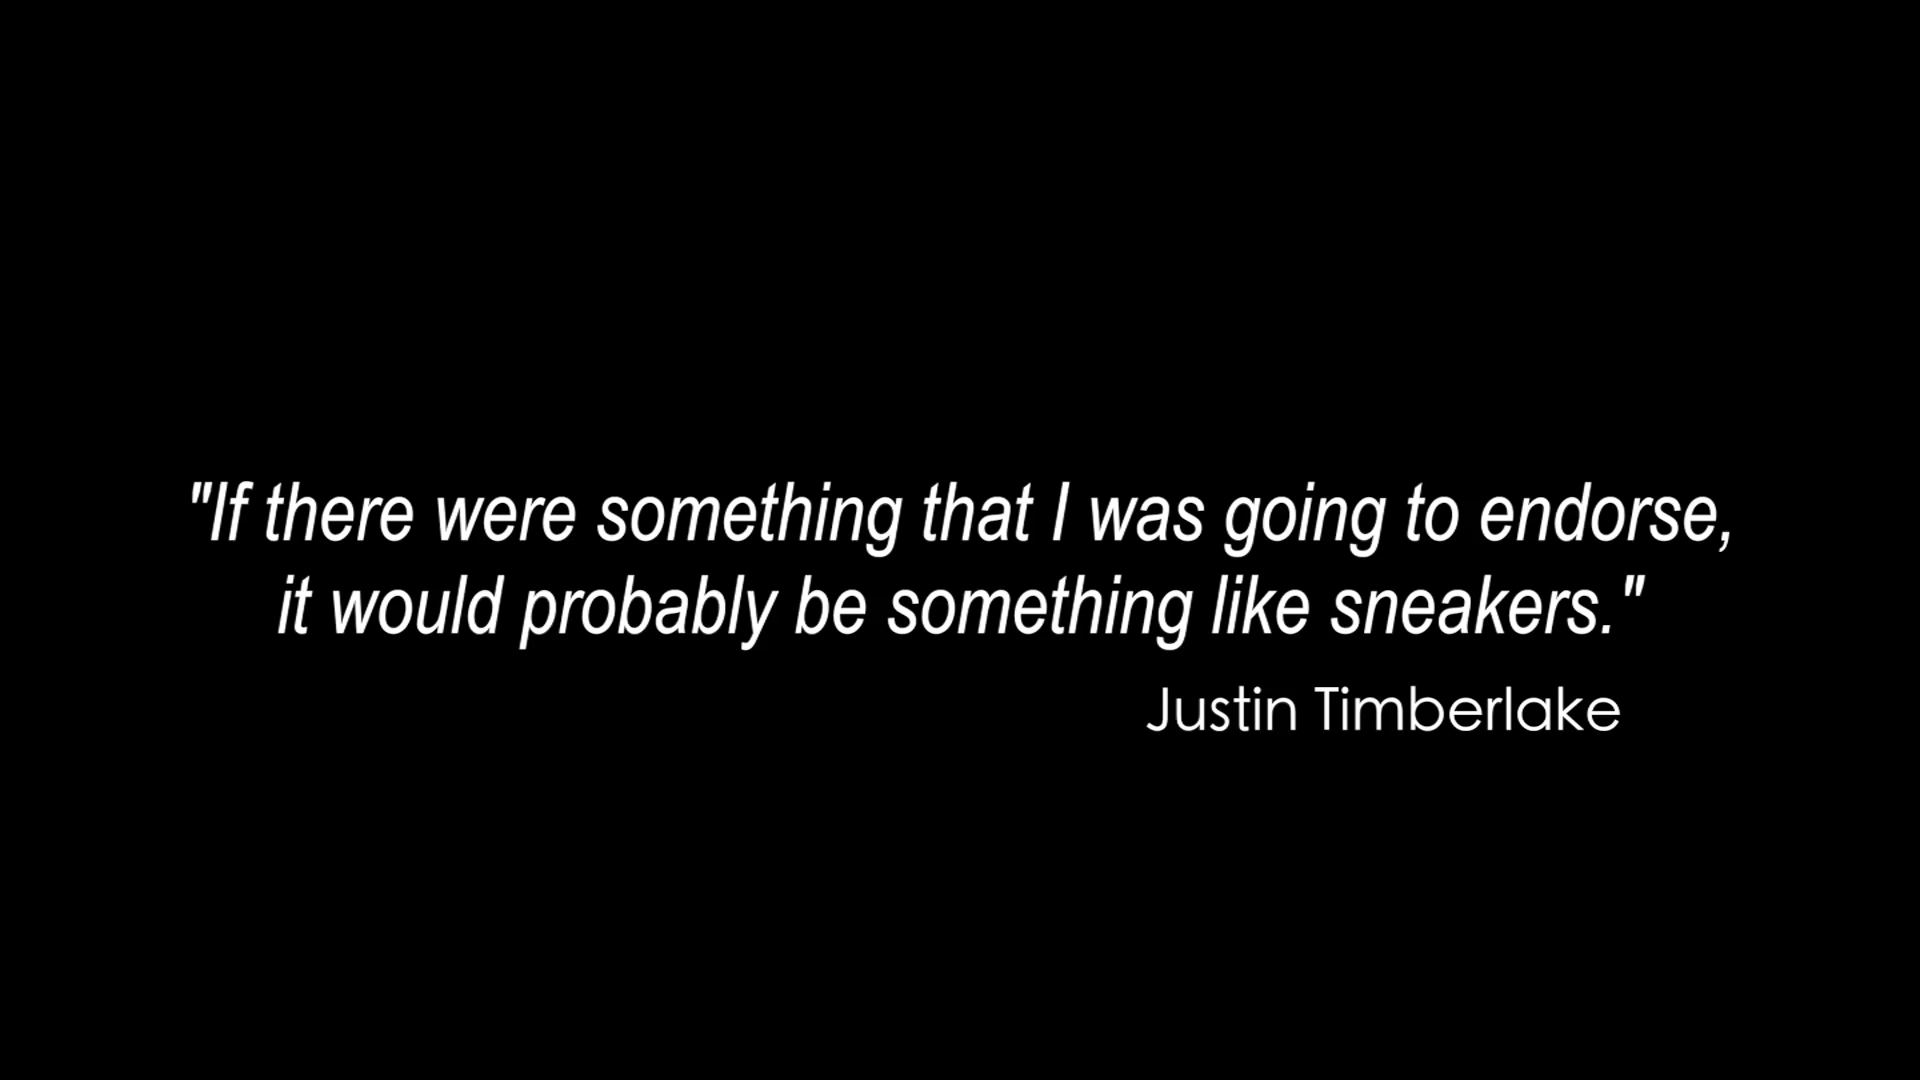 "If there were something that I was going to endorse,
it would probably be something like sneakers."
Justin Timberlake